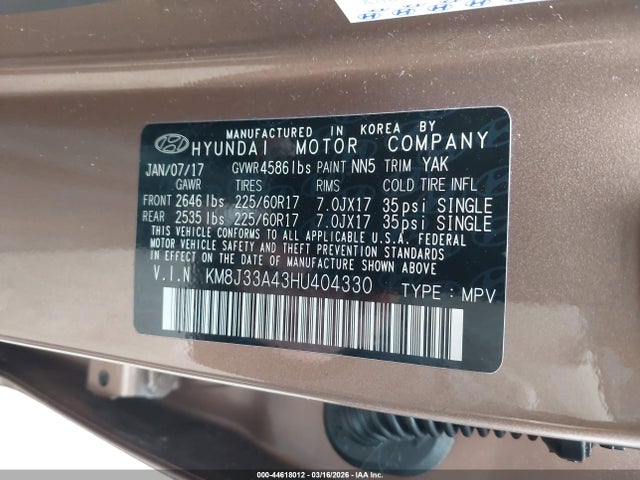 MANUFACTURED IN KOREA BY
HYUNDAI MOTOR COMPANY
JAN/07/17 GVWR 4586lbs PAINT NN5 TRIM YAK
GAWR TIRES RIMS COLD TIRE INFL
FRONT 2646 lbs 225/60R17 7.0JX17 35psi SINGLE
REAR 2535 lbs 225/60R17 7.0JX17 35psi SINGLE
THIS VEHICLE CONFORMS TO ALL APPLICABLE U.S.A. FEDERAL
MOTOR VEHICLE SAFETY AND THEFT PREVENTION STANDARDS
IN EFFECT ON THE DATE OF MANUFACTURE SHOWN ABOVE.
V.I.N KM8J33A43HU404330 TYPE : MPV
000-44618012 - 03/16/2026 - IAA Inc.